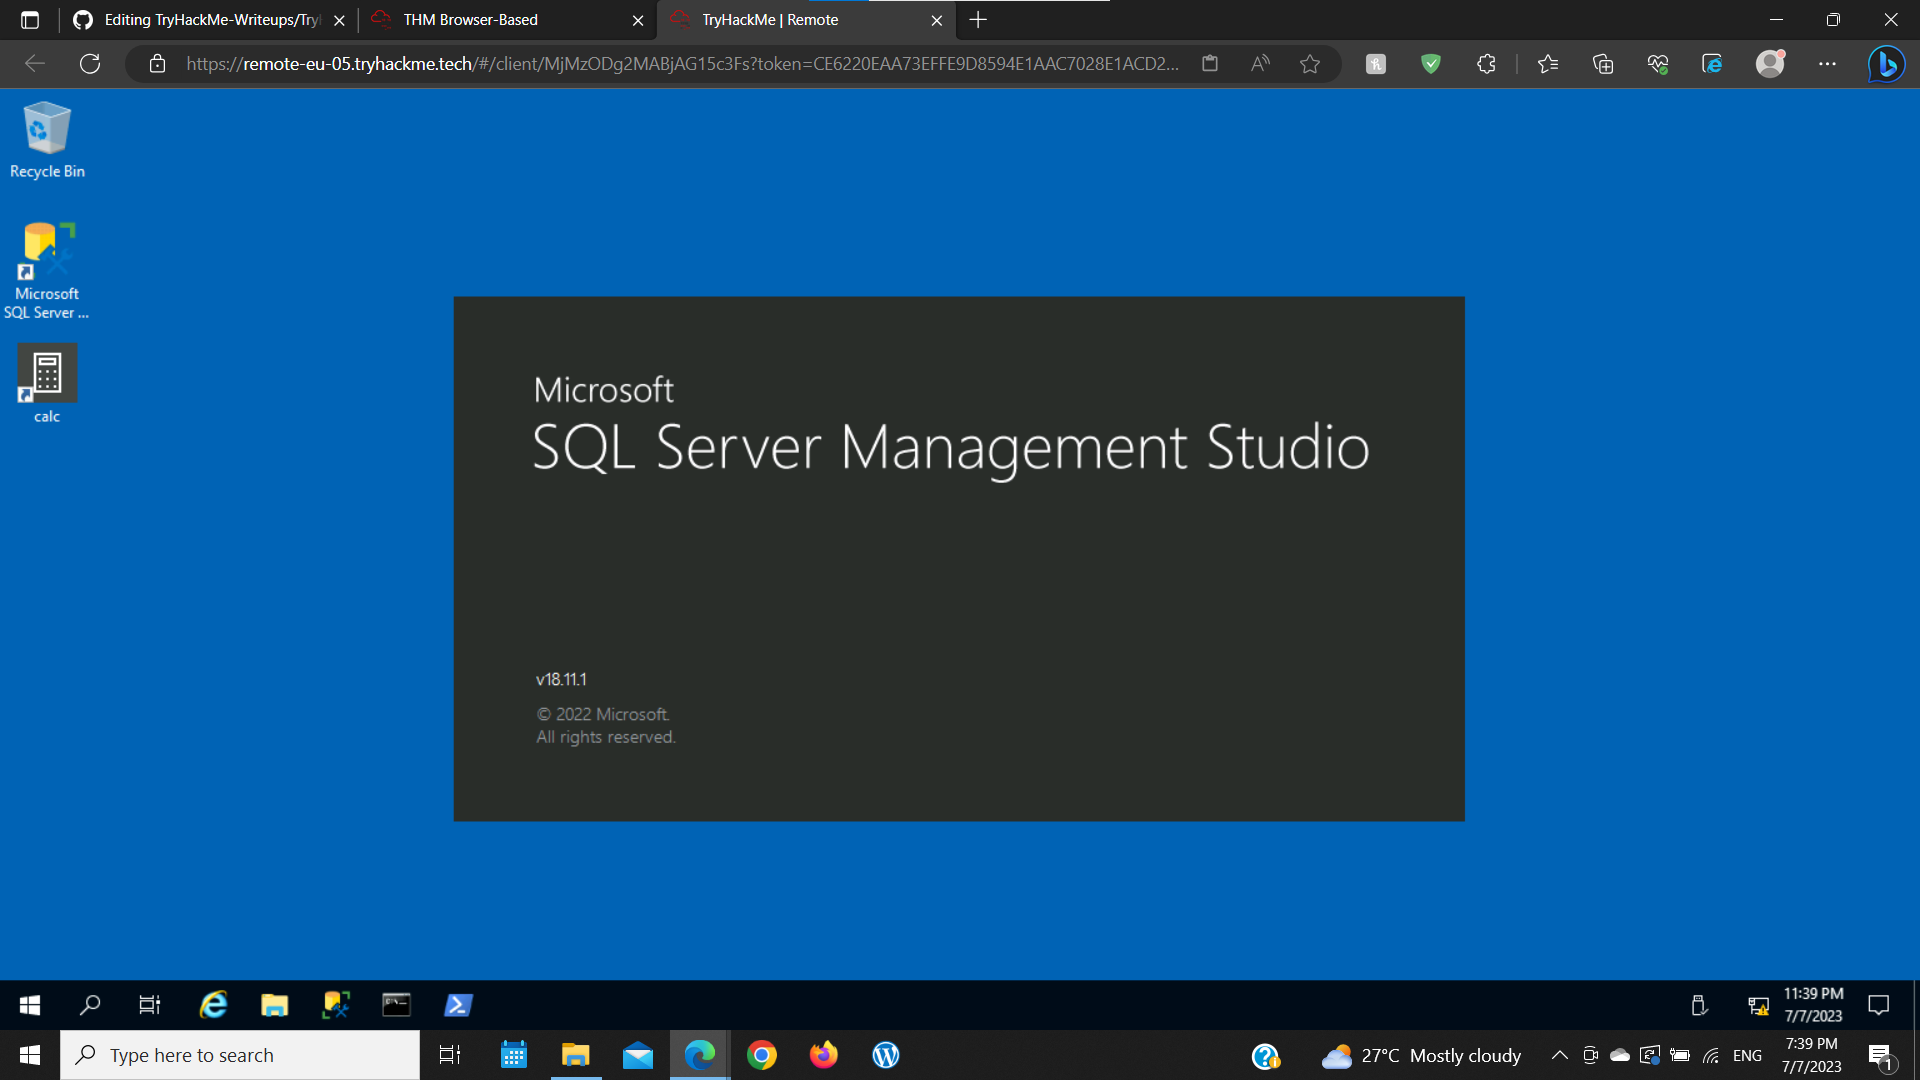 Editing TryHackMe-Writeups/Try
THM Browser-Based
TryHackMe | Remote
https://remote-eu-05.tryhackme.tech/#/client/MjMzODg2MABjAG15c3Fs?token=CE6220EAA73EFFE9D8594E1AAC7028E1ACD2...
Recycle Bin
Microsoft
SQL Server ...
calc
Microsoft
SQL Server Management Studio
v18.11.1
© 2022 Microsoft.
All rights reserved.
11:39 PM
7/7/2023
Type here to search
27°C Mostly cloudy
ENG
7:39 PM
7/7/2023
1